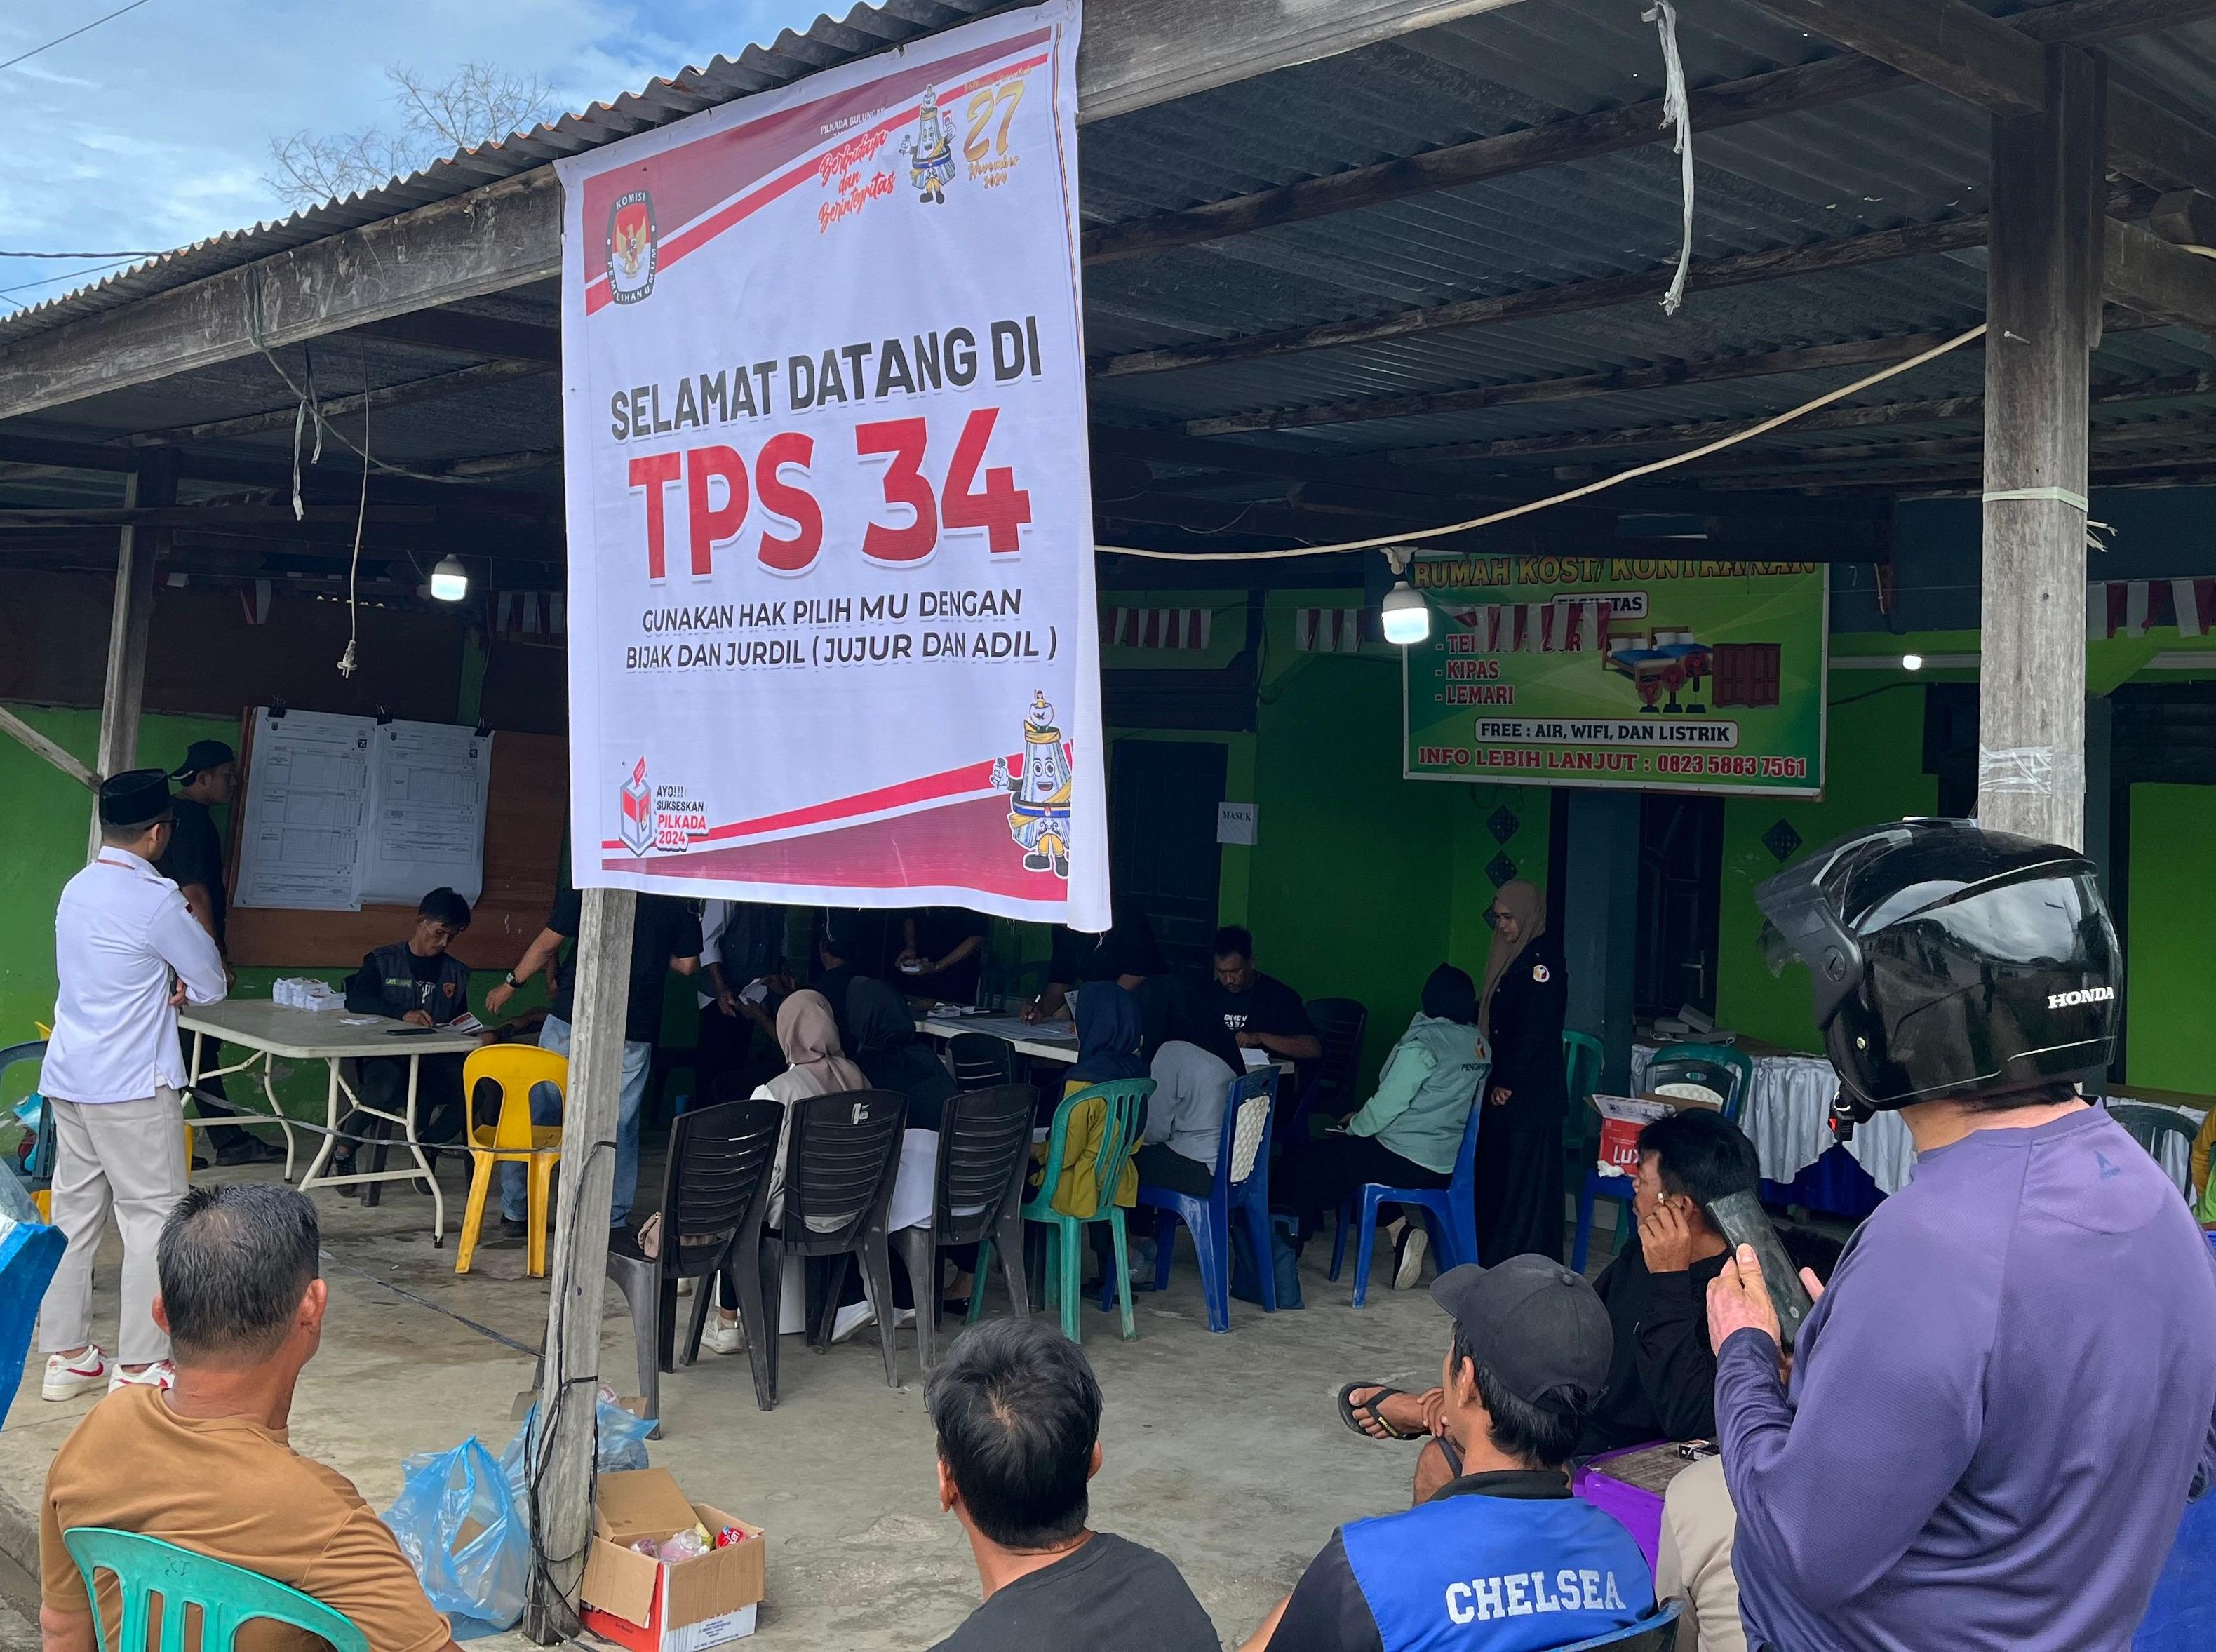 KOMISI
PEMILIHAN UMUM
PILKADA BULUNGAN
Berbudaya
dan
Berintegritas
27
November
2024
SELAMAT DATANG DI
TPS 34
GUNAKAN HAK PILIH MU DENGAN
BIJAK DAN JURDIL ( JUJUR DAN ADIL )
AYO!!!
SUKSESKAN
PILKADA
2024
RUMAH KOST/ KONTRAKAN
FASILITAS
- KIPAS
- LEMARI
FREE : AIR, WIFI, DAN LISTRIK
INFO LEBIH LANJUT : 0823 5883 7561
MASUK
HONDA
CHELSEA